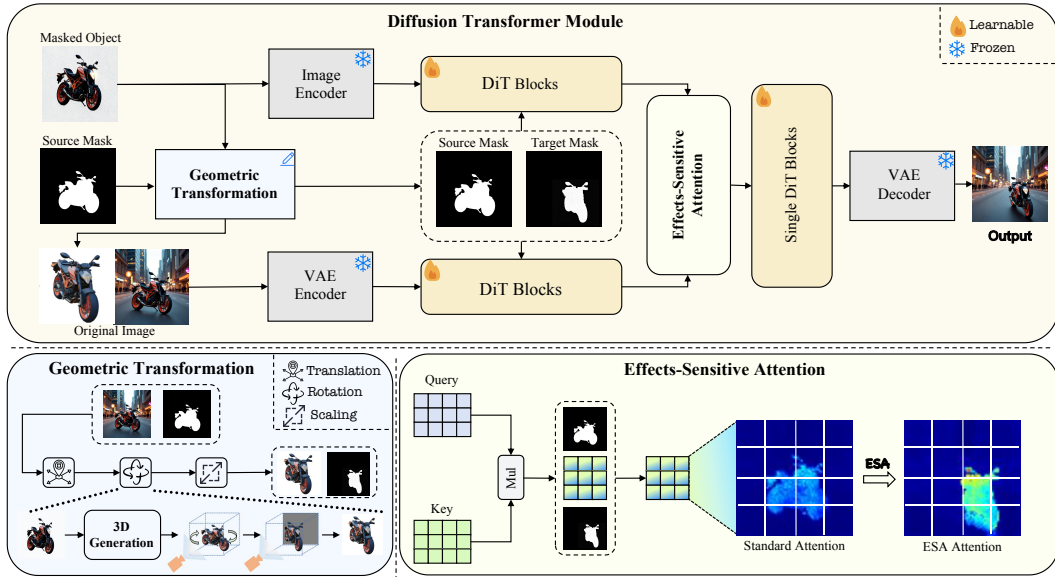 Diffusion Transformer Module
Learnable
Frozen
Masked Object
Image
Encoder
DiT Blocks
Source Mask
Geometric
Transformation
Source Mask
Target Mask
Effects-Sensitive
Attention
Single DiT Blocks
VAE
Decoder
Output
VAE
Encoder
DiT Blocks
Original Image
Geometric Transformation
Translation
Rotation
Scaling
3D
Generation
Effects-Sensitive Attention
Query
Key
Mul
ESA
Standard Attention
ESA Attention